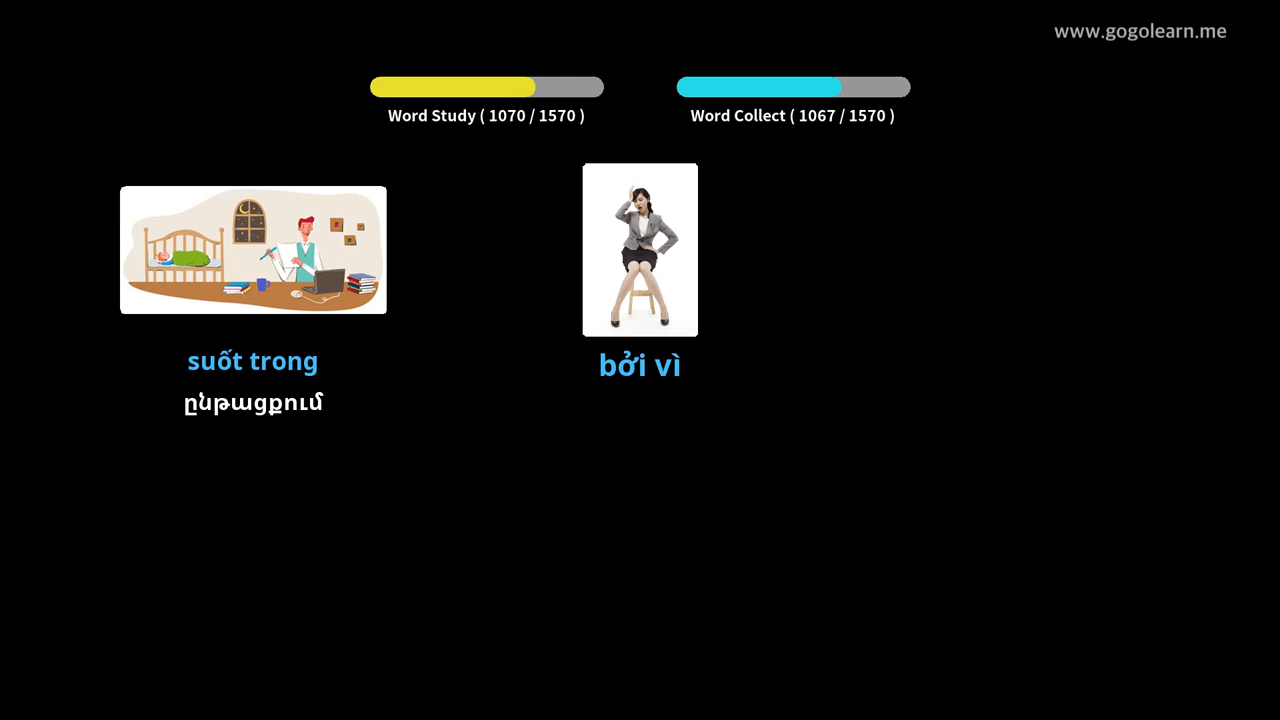 www.gogolearn.me
Word Study ( 1070 / 1570 )
Word Collect ( 1067 / 1570 )
suốt trong
ընթացքում
bởi vì